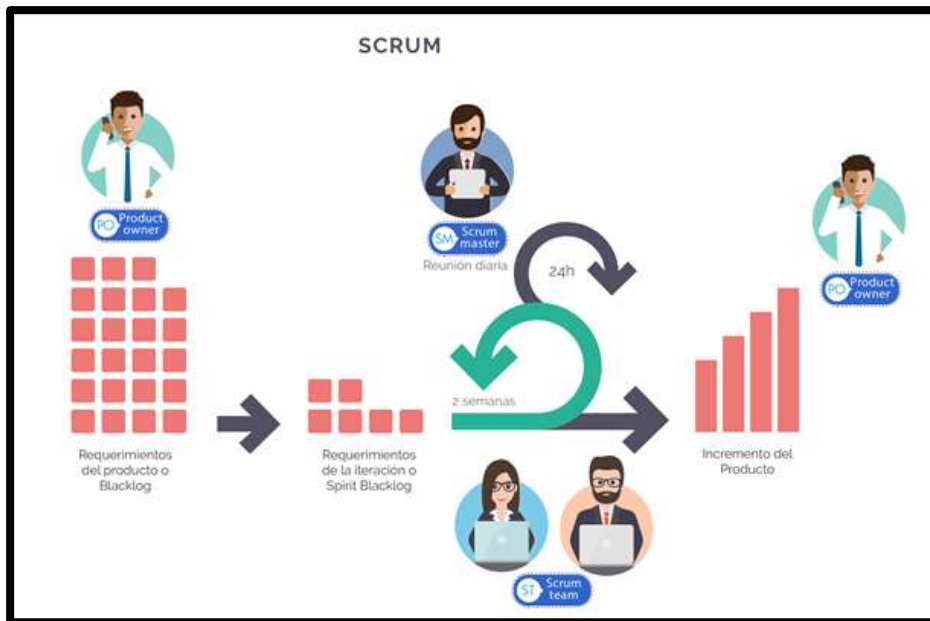 SCRUM
PO Product
owner
SM Scrum
master
Reunión diaria
24h
PO Product
owner
2 semanas
Requerimientos
del producto o
Blacklog
Requerimientos
de la iteración o
Spirit Blacklog
Incremento del
Producto
ST Scrum
team